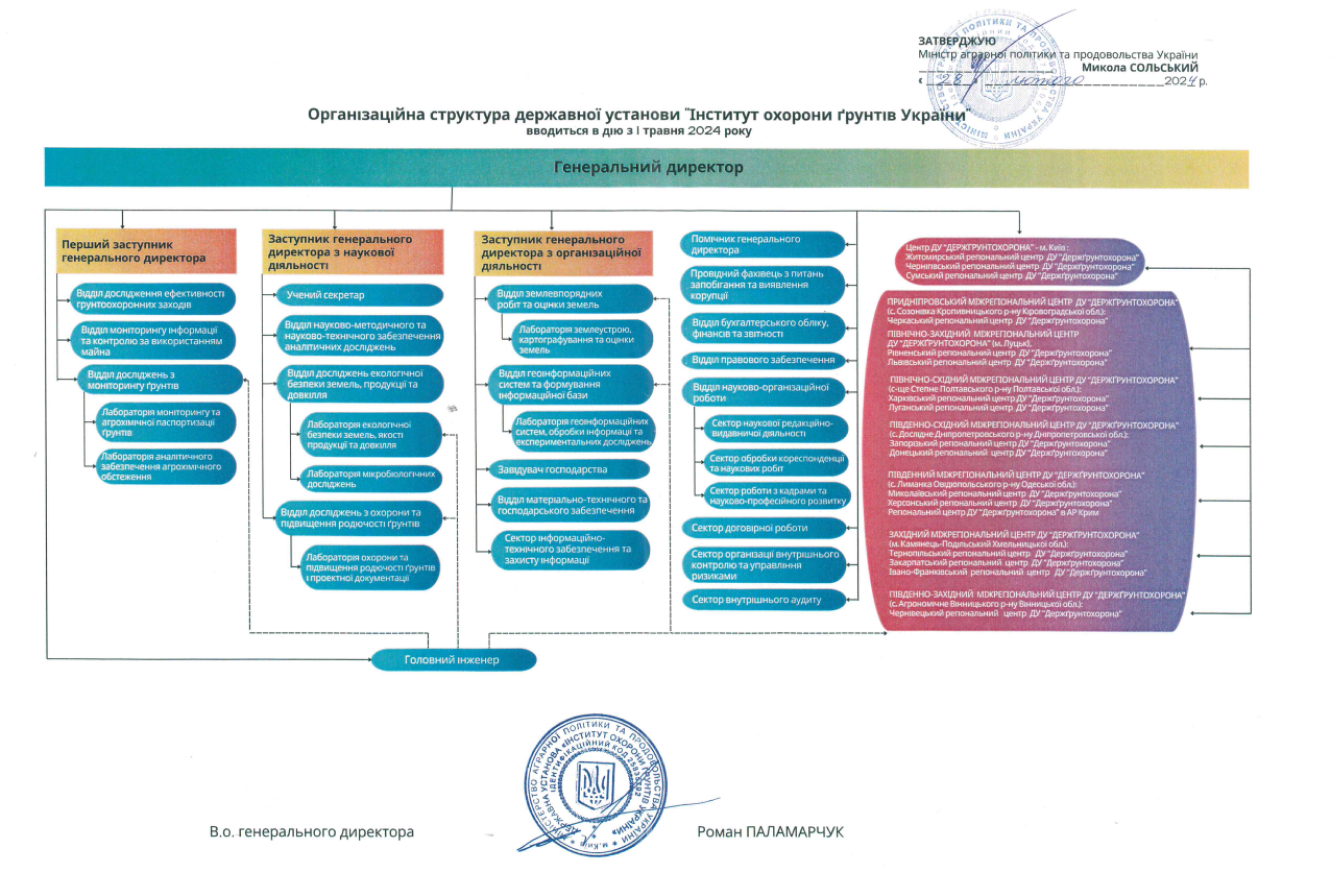 ЗАТВЕРДЖУЮ
Міністр аграрної політики та продовольства України
Микола СОЛЬСЬКИЙ
« 28 » лютого 2024 р.
Організаційна структура державної установи "Інститут охорони ґрунтів України"
вводиться в дію з 1 травня 2024 року
Генеральний директор
Перший заступник
генерального директора
Відділ дослідження ефективності
ґрунтоохоронних заходів
Відділ моніторингу інформації
та контролю за використанням
майна
Відділ досліджень з
моніторингу ґрунтів
Лабораторія моніторингу та
агрохімічної паспортизації
ґрунтів
Лабораторія аналітичного
забезпечення агрохімічного
обстеження
Заступник генерального
директора з наукової
діяльності
Учений секретар
Відділ науково-методичного та
науково-технічного забезпечення
аналітичних досліджень
Відділ досліджень екологічної
безпеки земель, продукції та
довкілля
Лабораторія екологічної
безпеки земель, якості
продукції та довкілля
Лабораторія мікробіологічних
досліджень
Відділ досліджень з охорони та
підвищення родючості ґрунтів
Лабораторія охорони та
підвищення родючості ґрунтів
і проектної документації
Заступник генерального
директора з організаційної
діяльності
Відділ землевпорядних
робіт та оцінки земель
Лабораторія землеустрою,
картографування та оцінки
земель
Відділ геоінформаційних
систем та формування
інформаційної бази
Лабораторія геоінформаційних
систем, обробки інформації та
експериментальних досліджень
Завідувач господарства
Відділ матеріально-технічного та
господарського забезпечення
Сектор інформаційно-
технічного забезпечення та
захисту інформації
Помічник генерального
директора
Провідний фахівець з питань
запобігання та виявлення
корупції
Відділ бухгалтерського обліку,
фінансів та звітності
Відділ правового забезпечення
Відділ науково-організаційної
роботи
Сектор наукової редакційно-
видавничої діяльності
Сектор обробки кореспонденції
та наукових робіт
Сектор роботи з кадрами та
науково-професійного розвитку
Сектор договірної роботи
Сектор організації внутрішнього
контролю та управління
ризиками
Сектор внутрішнього аудиту
Центр ДУ "ДЕРЖҐРУНТОХОРОНА" - м. Київ :
Житомирський регіональний центр ДУ "Держґрунтохорона"
Чернігівський регіональний центр ДУ "Держґрунтохорона"
Сумський регіональний центр ДУ "Держґрунтохорона"
ПРИДНІПРОВСЬКИЙ МІЖРЕГІОНАЛЬНИЙ ЦЕНТР ДУ "ДЕРЖҐРУНТОХОРОНА"
(с. Созонівка Кропивницького р-ну Кіровоградської обл.):
Черкаський регіональний центр ДУ "Держґрунтохорона"
ПІВНІЧНО-ЗАХІДНИЙ МІЖРЕГІОНАЛЬНИЙ ЦЕНТР
ДУ "ДЕРЖҐРУНТОХОРОНА" (м. Луцьк),
Рівненський регіональний центр ДУ "Держґрунтохорона"
Львівський регіональний центр ДУ "Держґрунтохорона"
ПІВНІЧНО-СХІДНИЙ МІЖРЕГІОНАЛЬНИЙ ЦЕНТР ДУ "ДЕРЖҐРУНТОХОРОНА"
(с-ще Степне Полтавського р-ну Полтавської обл.):
Харківський регіональний центр ДУ "Держґрунтохорона"
Луганський регіональний центр ДУ "Держґрунтохорона"
ПІВДЕННО-СХІДНИЙ МІЖРЕГІОНАЛЬНИЙ ЦЕНТР ДУ "ДЕРЖҐРУНТОХОРОНА"
(с. Дослідне Дніпропетровського р-ну Дніпропетровської обл.):
Запорізький регіональний центр ДУ "Держґрунтохорона"
Донецький регіональний центр ДУ "Держґрунтохорона"
ПІВДЕННИЙ МІЖРЕГІОНАЛЬНИЙ ЦЕНТР ДУ "ДЕРЖҐРУНТОХОРОНА"
(с. Лиманка Овідіопольського р-ну Одеської обл.):
Миколаївський регіональний центр ДУ "Держґрунтохорона"
Херсонський регіональний центр ДУ "Держґрунтохорона"
Регіональний центр ДУ "Держґрунтохорона" в АР Крим
ЗАХІДНИЙ МІЖРЕГІОНАЛЬНИЙ ЦЕНТР ДУ "ДЕРЖҐРУНТОХОРОНА"
(м. Камянець-Подільський Хмельницької обл.):
Тернопільський регіональний центр ДУ "Держґрунтохорона"
Закарпатський регіональний центр ДУ "Держґрунтохорона"
Івано-Франківський регіональний центр ДУ "Держґрунтохорона"
ПІВДЕННО-ЗАХІДНИЙ МІЖРЕГІОНАЛЬНИЙ ЦЕНТР ДУ "ДЕРЖҐРУНТОХОРОНА"
(с. Агрономічне Вінницького р-ну Вінницької обл.):
Чернівецький регіональний центр ДУ "Держґрунтохорона"
Головний інженер
МІНІСТЕРСТВО АГРАРНОЇ ПОЛІТИКИ ТА ПРОДОВОЛЬСТВА УКРАЇНИ
ДЕРЖАВНА УСТАНОВА «ІНСТИТУТ ОХОРОНИ ҐРУНТІВ УКРАЇНИ»
ІДЕНТИФІКАЦІЙНИЙ КОД
м.Київ
В.о. генерального директора
Роман ПАЛАМАРЧУК